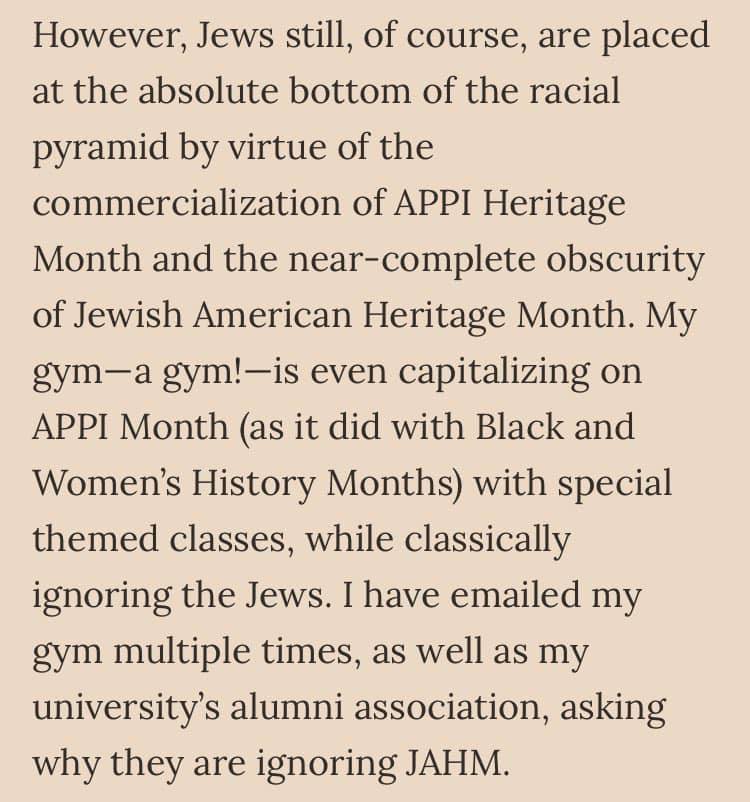 However, Jews still, of course, are placed
at the absolute bottom of the racial
pyramid by virtue of the
commercialization of APPI Heritage
Month and the near-complete obscurity
of Jewish American Heritage Month. My
gym—a gym!—is even capitalizing on
APPI Month (as it did with Black and
Women’s History Months) with special
themed classes, while classically
ignoring the Jews. I have emailed my
gym multiple times, as well as my
university’s alumni association, asking
why they are ignoring JAHM.